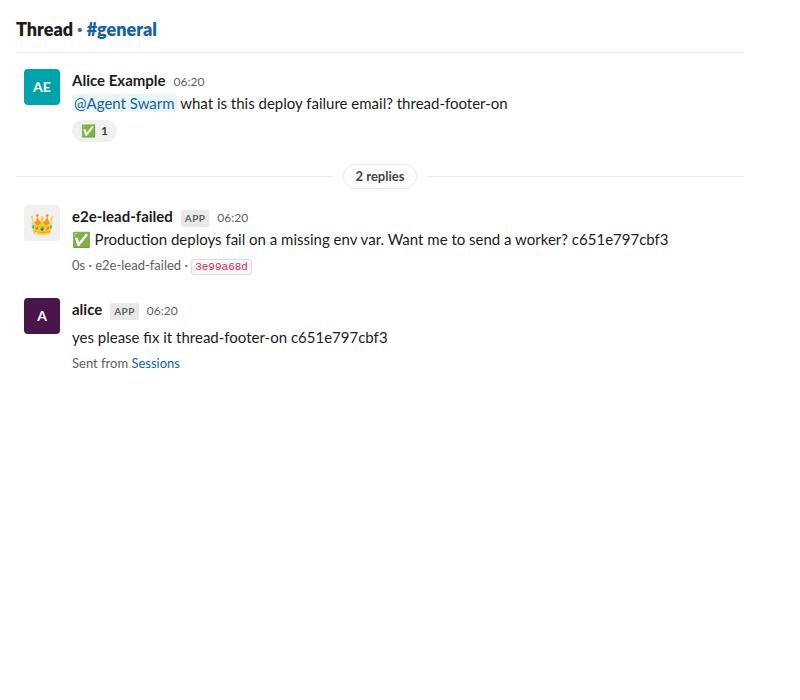 Thread • #general
AE
Alice Example 06:20
@Agent Swarm what is this deploy failure email? thread-footer-on
✅ 1
2 replies
e2e-lead-failed APP 06:20
✅ Production deploys fail on a missing env var. Want me to send a worker? c651e797cbf3
0s · e2e-lead-failed · 3e99a68d
A
alice APP 06:20
yes please fix it thread-footer-on c651e797cbf3
Sent from Sessions